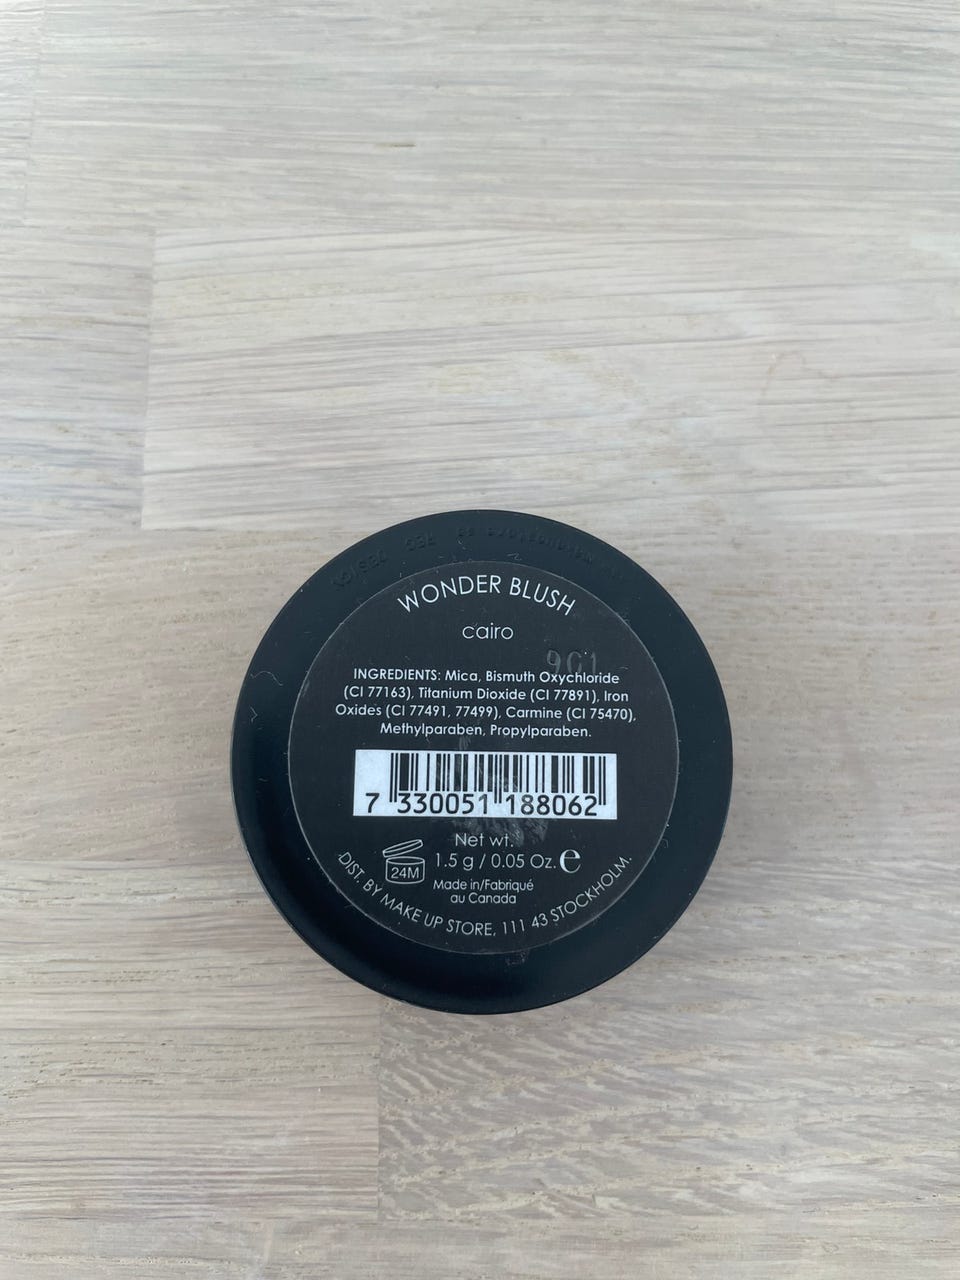 WONDER BLUSH
cairo
901
INGREDIENTS: Mica, Bismuth Oxychloride
(CI 77163), Titanium Dioxide (CI 77891), Iron
Oxides (CI 77491, 77499), Carmine (CI 75470),
Methylparaben, Propylparaben.
7 330051 188062
Net wt.
24M
1.5 g / 0.05 Oz. ℮
Made in/Fabriqué
au Canada
DIST. BY MAKE UP STORE, 111 43 STOCKHOLM.